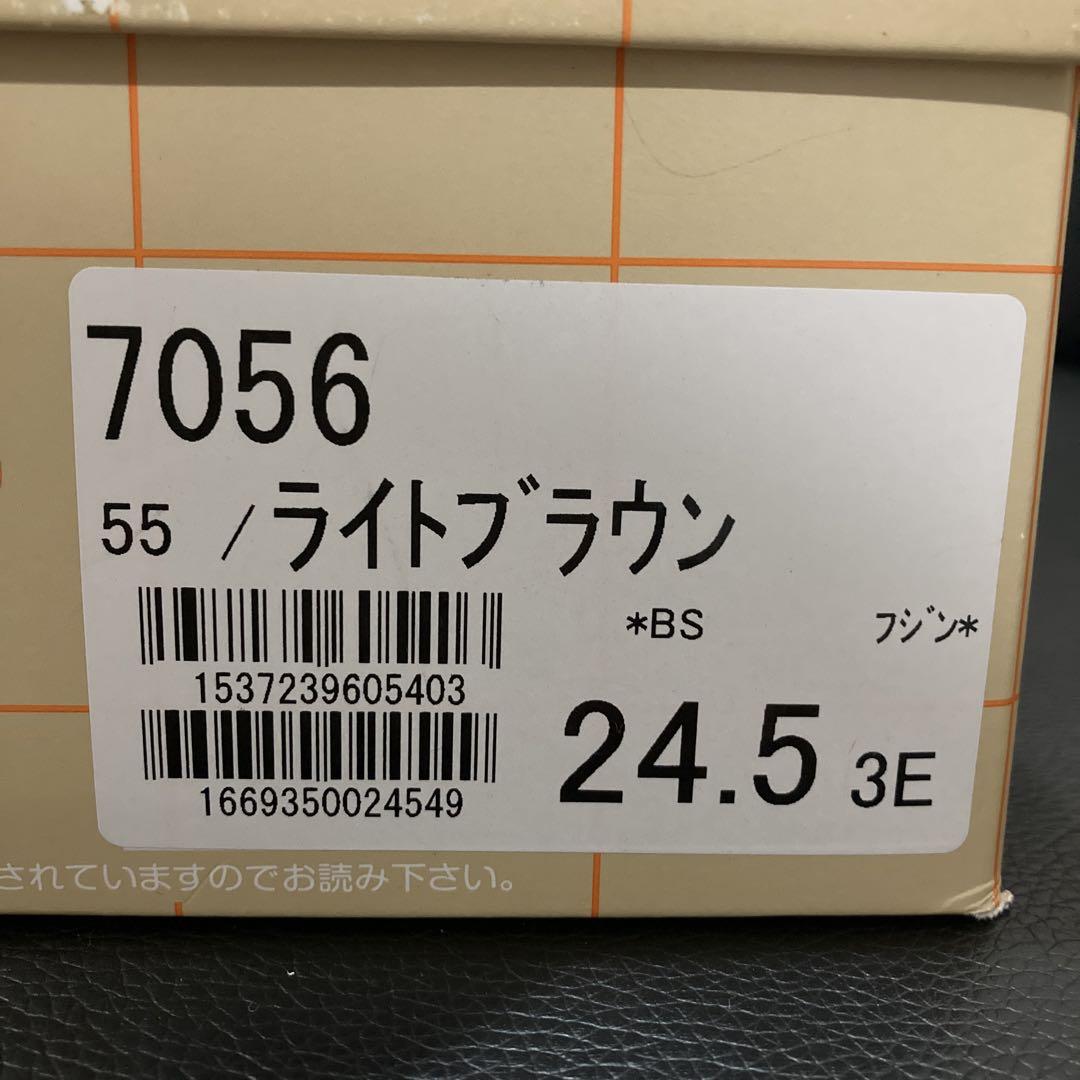 7056
55 /ライトブラウン
*BS フジン*
1537239605403
24.5 3E
1669350024549
されていますのでお読み下さい。